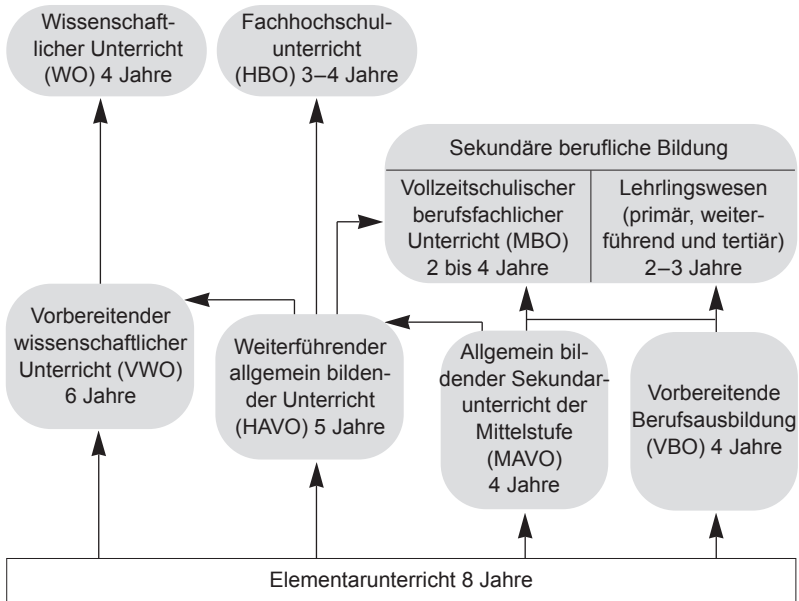 Wissenschaft-
licher Unterricht
(WO) 4 Jahre
Fachhochschul-
unterricht
(HBO) 3–4 Jahre
Sekundäre berufliche Bildung
Vollzeitschulischer
berufsfachlicher
Unterricht (MBO)
2 bis 4 Jahre
Lehrlingswesen
(primär, weiter-
führend und tertiär)
2–3 Jahre
Vorbereitender
wissenschaftlicher
Unterricht (VWO)
6 Jahre
Weiterführender
allgemein bilden-
der Unterricht
(HAVO) 5 Jahre
Allgemein bil-
dender Sekundar-
unterricht der
Mittelstufe
(MAVO)
4 Jahre
Vorbereitende
Berufsausbildung
(VBO) 4 Jahre
Elementarunterricht 8 Jahre